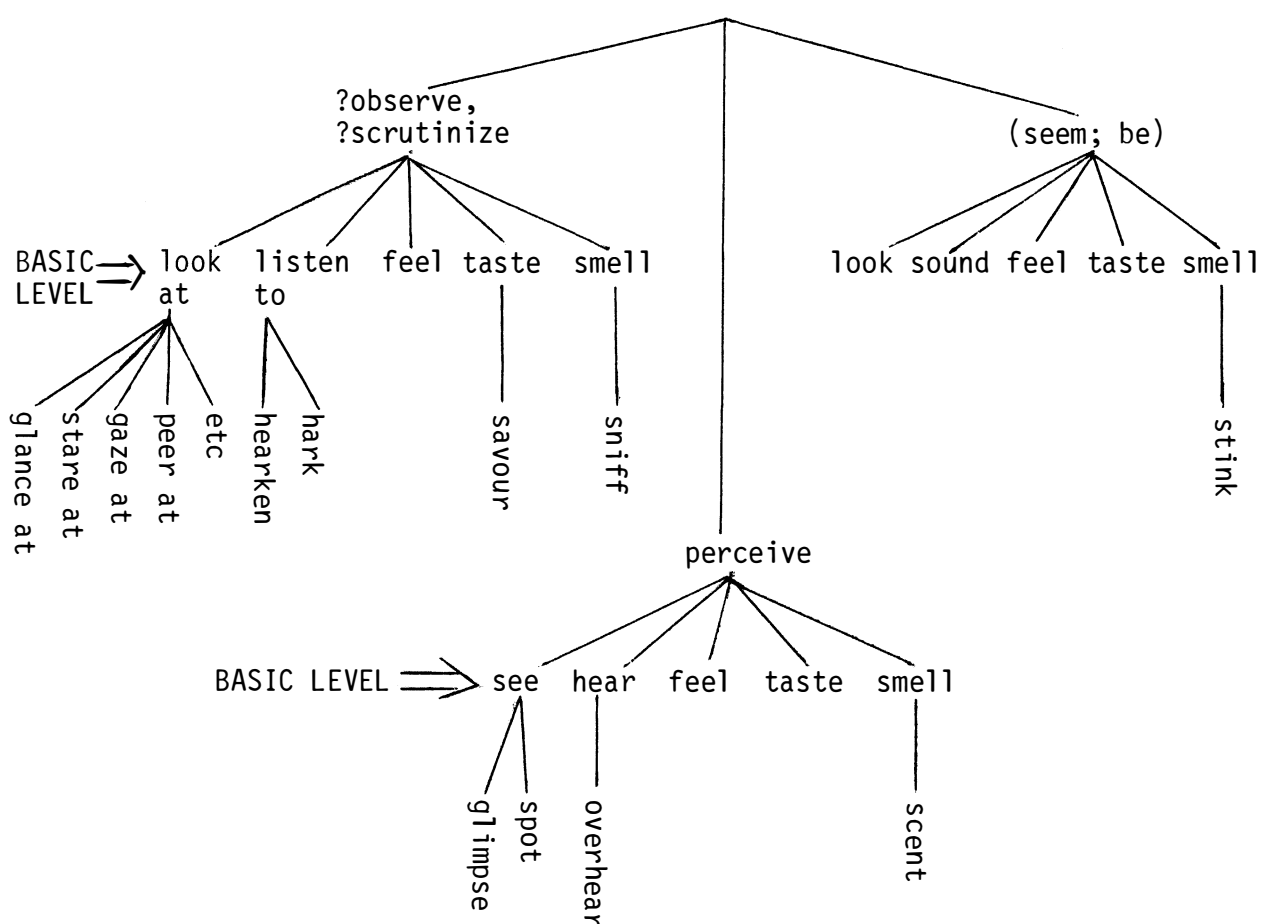 ?observe,
?scrutinize
(seem; be)
BASIC
LEVEL
look
at
listen
to
feel
taste
smell
look
sound
feel
taste
smell
glance at
stare at
gaze at
peer at
etc
hearken
hark
savour
sniff
stink
perceive
BASIC LEVEL
see
hear
feel
taste
smell
glimpse
spot
overhear
scent